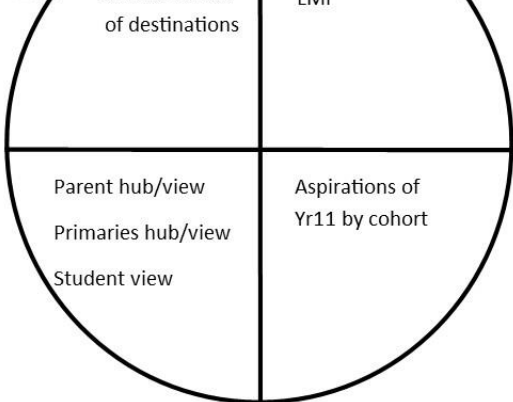 of destinations
Parent hub/view
Primaries hub/view
Student view
Aspirations of
Yr11 by cohort